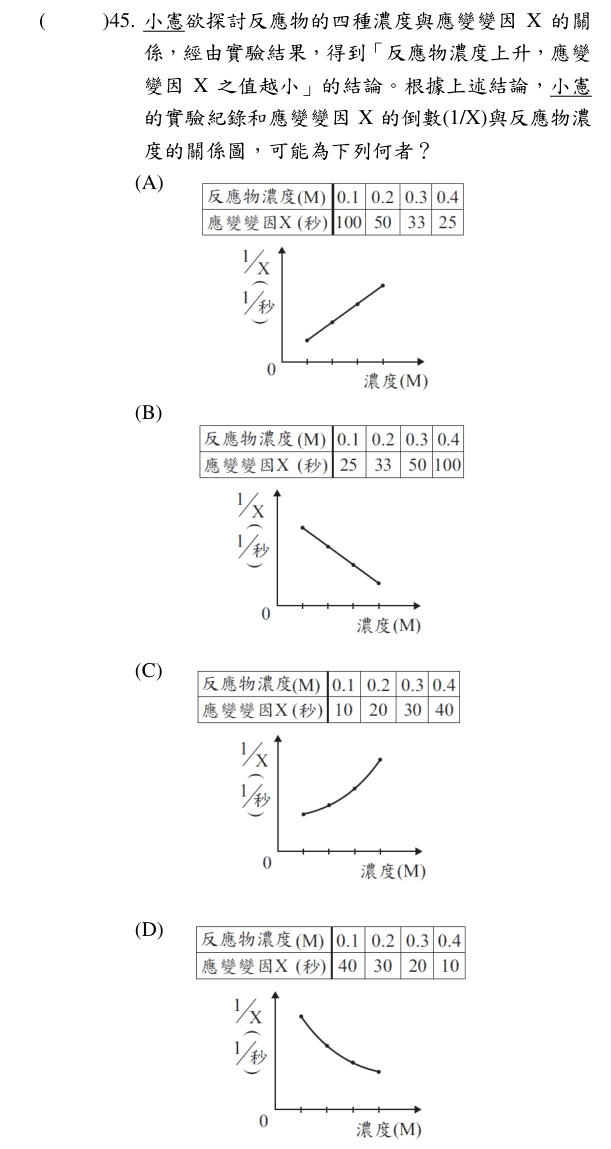 (　　)45. 小憲欲探討反應物的四種濃度與應變變因 X 的關
係，經由實驗結果，得到「反應物濃度上升，應變
變因 X 之值越小」的結論。根據上述結論，小憲
的實驗紀錄和應變變因 X 的倒數(1/X)與反應物濃
度的關係圖，可能為下列何者？
(A)
反應物濃度(M) 0.1 0.2 0.3 0.4
應變變因X (秒) 100 50 33 25
1/X
(1/秒)
0
濃度(M)
(B)
反應物濃度(M) 0.1 0.2 0.3 0.4
應變變因X (秒) 25 33 50 100
1/X
(1/秒)
0
濃度(M)
(C)
反應物濃度(M) 0.1 0.2 0.3 0.4
應變變因X (秒) 10 20 30 40
1/X
(1/秒)
0
濃度(M)
(D)
反應物濃度(M) 0.1 0.2 0.3 0.4
應變變因X (秒) 40 30 20 10
1/X
(1/秒)
0
濃度(M)